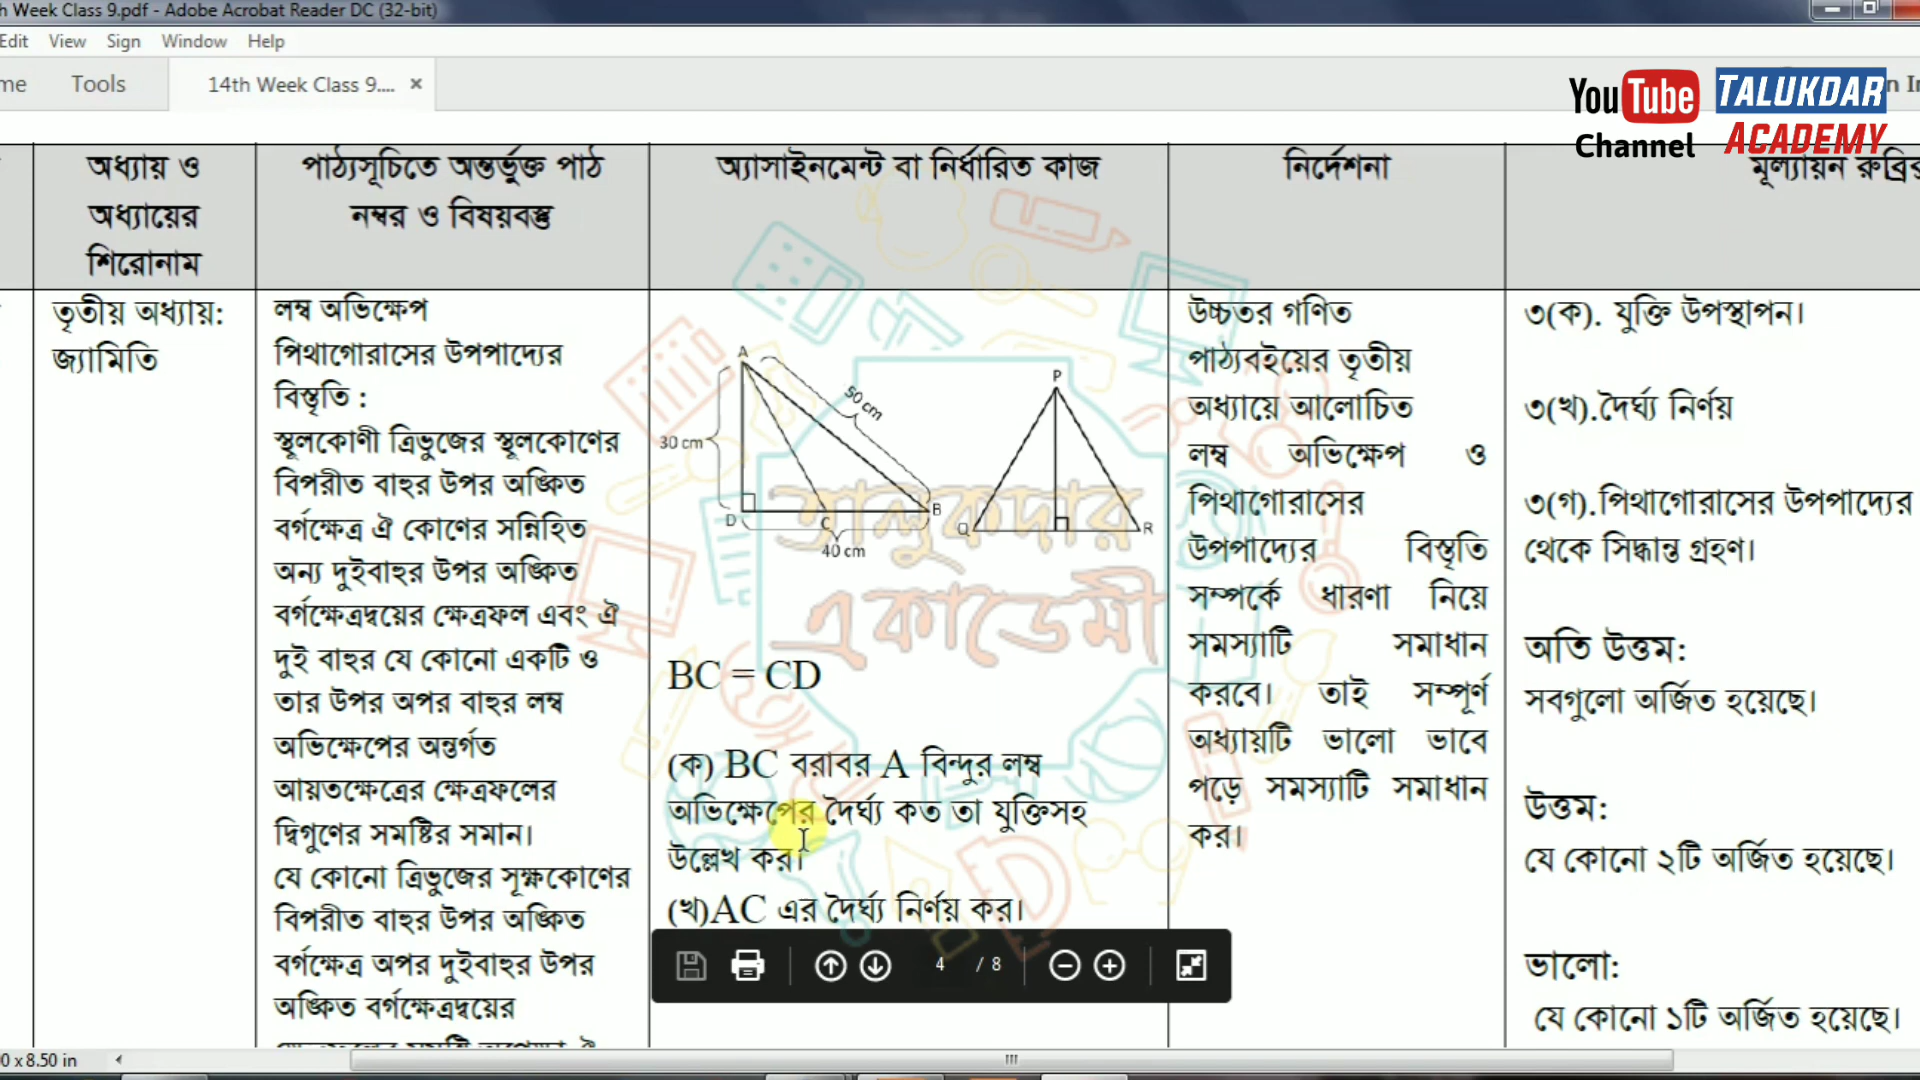 h Week Class 9.pdf - Adobe Acrobat Reader DC (32-bit)
Edit View Sign Window Help
me Tools 14th Week Class 9.... ×
You Tube Channel
TALUKDAR
ACADEMY
n In
অধ্যায় ও
অধ্যায়ের
শিরোনাম
পাঠ্যসূচিতে অন্তর্ভুক্ত পাঠ
নম্বর ও বিষয়বস্তু
অ্যাসাইনমেন্ট বা নির্ধারিত কাজ
নির্দেশনা
মূল্যায়ন রুব্রি
তৃতীয় অধ্যায়:
জ্যামিতি
লম্ব অভিক্ষেপ
পিথাগোরাসের উপপাদ্যের
বিস্তৃতি :
স্থূলকোণী ত্রিভুজের স্থূলকোণের
বিপরীত বাহুর উপর অঙ্কিত
বর্গক্ষেত্র ঐ কোণের সন্নিহিত
অন্য দুইবাহুর উপর অঙ্কিত
বর্গক্ষেত্রদ্বয়ের ক্ষেত্রফল এবং ঐ
দুই বাহুর যে কোনো একটি ও
তার উপর অপর বাহুর লম্ব
অভিক্ষেপের অন্তর্গত
আয়তক্ষেত্রের ক্ষেত্রফলের
দ্বিগুণের সমষ্টির সমান।
যে কোনো ত্রিভুজের সূক্ষ্মকোণের
বিপরীত বাহুর উপর অঙ্কিত
বর্গক্ষেত্র অপর দুইবাহুর উপর
অঙ্কিত বর্গক্ষেত্রদ্বয়ের
A
50 cm
30 cm
D C B
40 cm
P
Q R
তালুকদার
একাডেমী
BC = CD
(ক) BC বরাবর A বিন্দুর লম্ব
অভিক্ষেপের দৈর্ঘ্য কত তা যুক্তিসহ
উল্লেখ কর।
(খ)AC এর দৈর্ঘ্য নির্ণয় কর।
4 / 8
উচ্চতর গণিত
পাঠ্যবইয়ের তৃতীয়
অধ্যায়ে আলোচিত
লম্ব অভিক্ষেপ ও
পিথাগোরাসের
উপপাদ্যের বিস্তৃতি
সম্পর্কে ধারণা নিয়ে
সমস্যাটি সমাধান
করবে। তাই সম্পূর্ণ
অধ্যায়টি ভালো ভাবে
পড়ে সমস্যাটি সমাধান
কর।
৩(ক). যুক্তি উপস্থাপন।
৩(খ).দৈর্ঘ্য নির্ণয়
৩(গ).পিথাগোরাসের উপপাদ্যের
থেকে সিদ্ধান্ত গ্রহণ।
অতি উত্তম:
সবগুলো অর্জিত হয়েছে।
উত্তম:
যে কোনো ২টি অর্জিত হয়েছে।
ভালো:
যে কোনো ১টি অর্জিত হয়েছে।
0 x 8.50 in